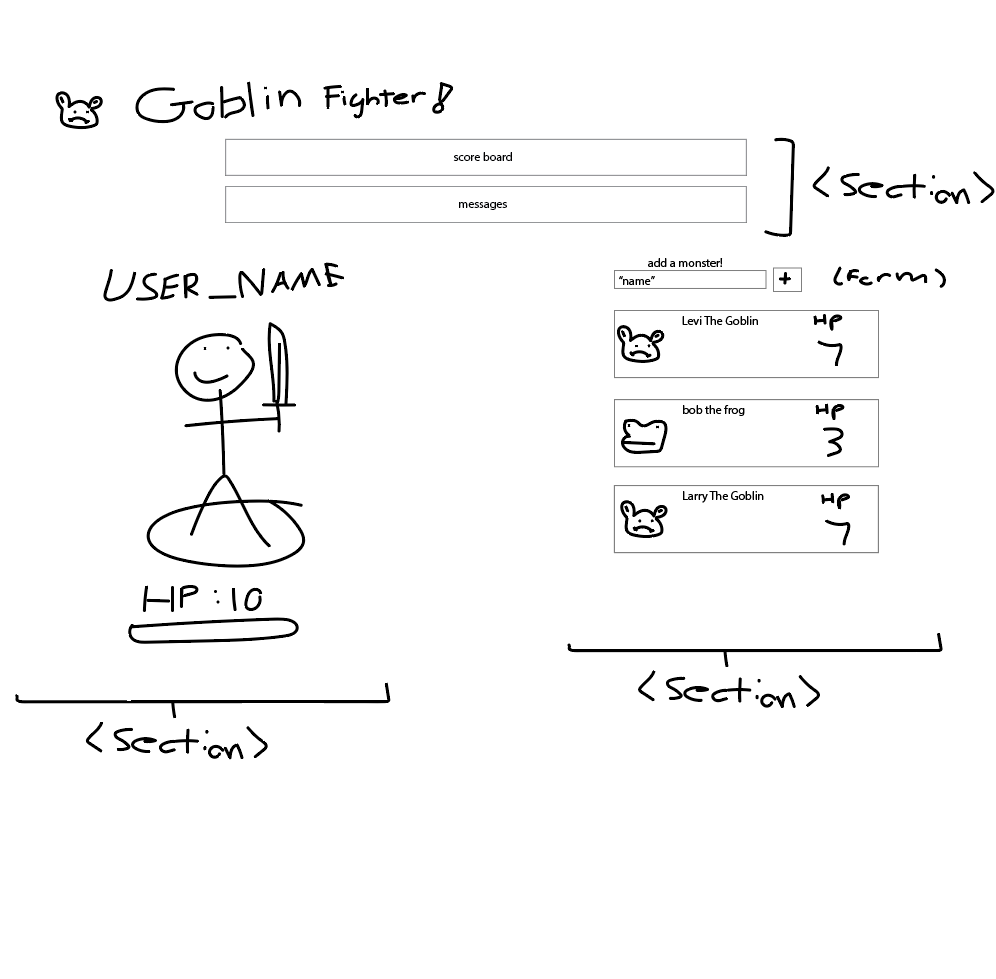 Goblin Fighter!
score board
messages
<section>
USER_NAME
HP : 10
<section>
add a monster!
"name" +
(Form)
Levi The Goblin HP 7
bob the frog HP 3
Larry The Goblin HP 7
<section>